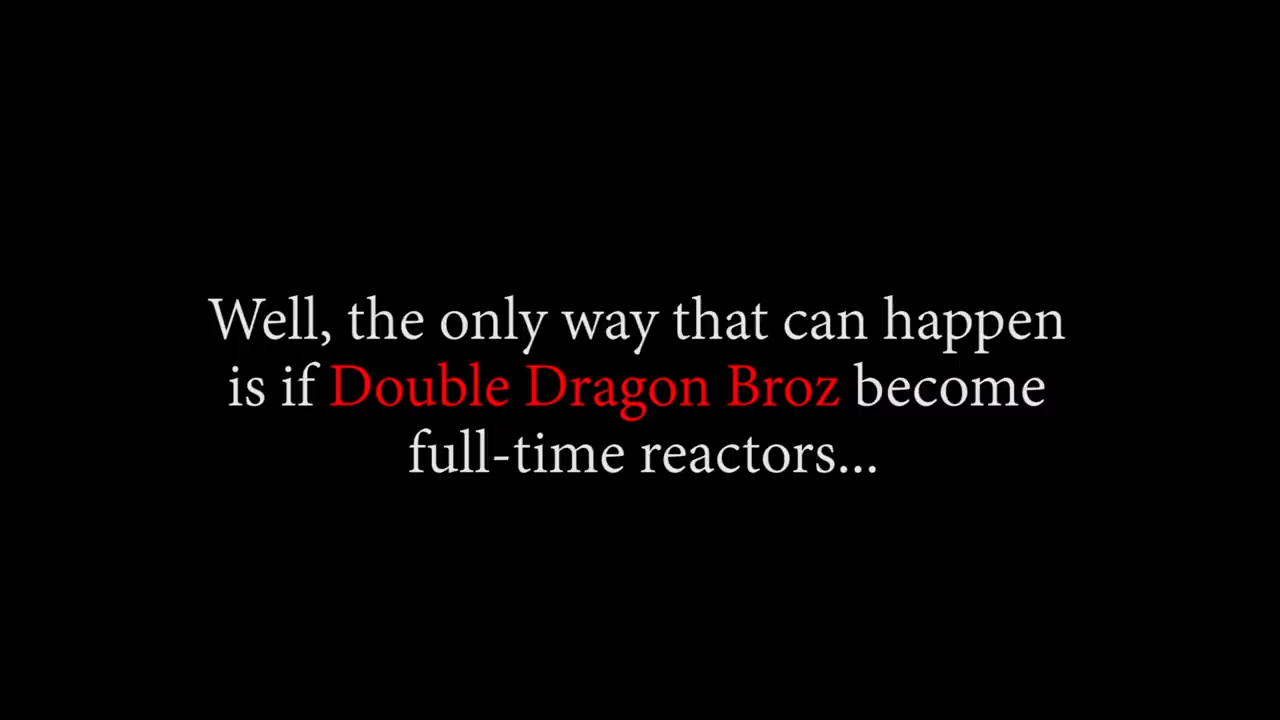 Well, the only way that can happen
is if Double Dragon Broz become
full-time reactors...